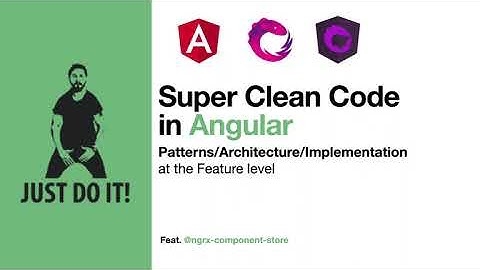 A
Super Clean Code
in Angular
Patterns/Architecture/Implementation
at the Feature level
JUST DO IT!
Feat. @ngrx-component-store